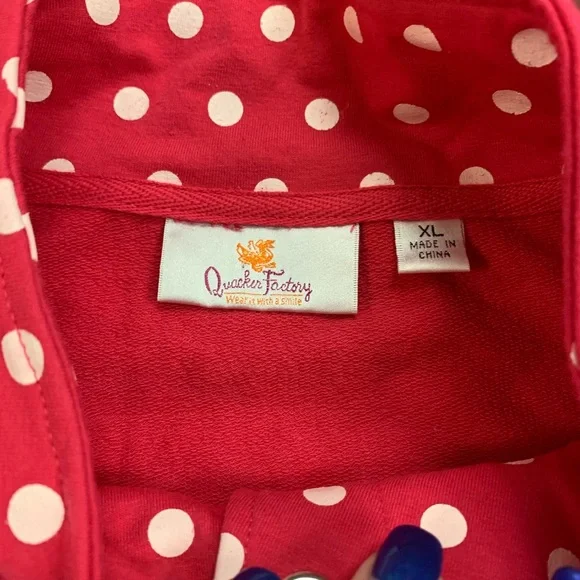 Quacker Factory
Wear it with a smile
XL
MADE IN
CHINA